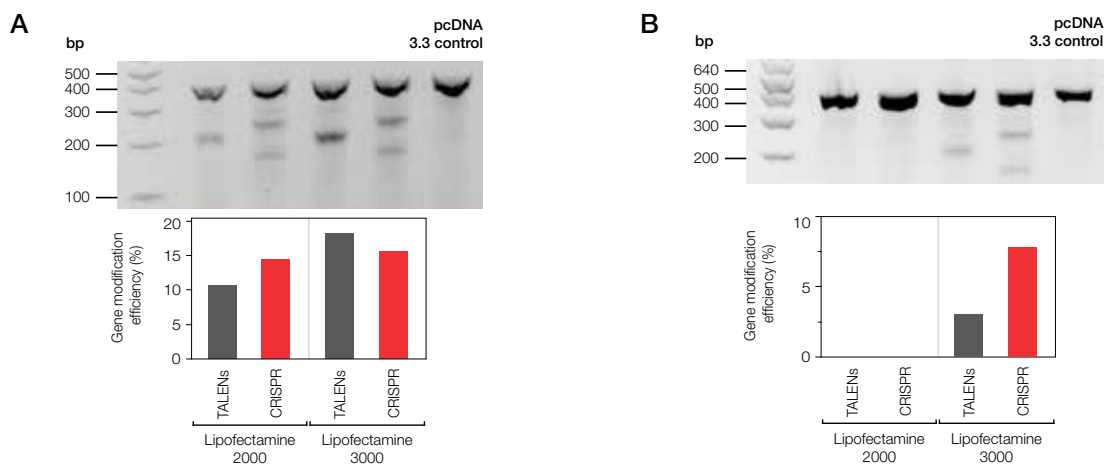 A
bp
pcDNA
3.3 control
500
400
300
200
100
Gene modification
efficiency (%)
20
15
10
5
0
TALENs
CRISPR
TALENs
CRISPR
Lipofectamine
2000
Lipofectamine
3000
B
bp
pcDNA
3.3 control
640
500
400
300
200
Gene modification
efficiency (%)
10
5
0
TALENs
CRISPR
TALENs
CRISPR
Lipofectamine
2000
Lipofectamine
3000